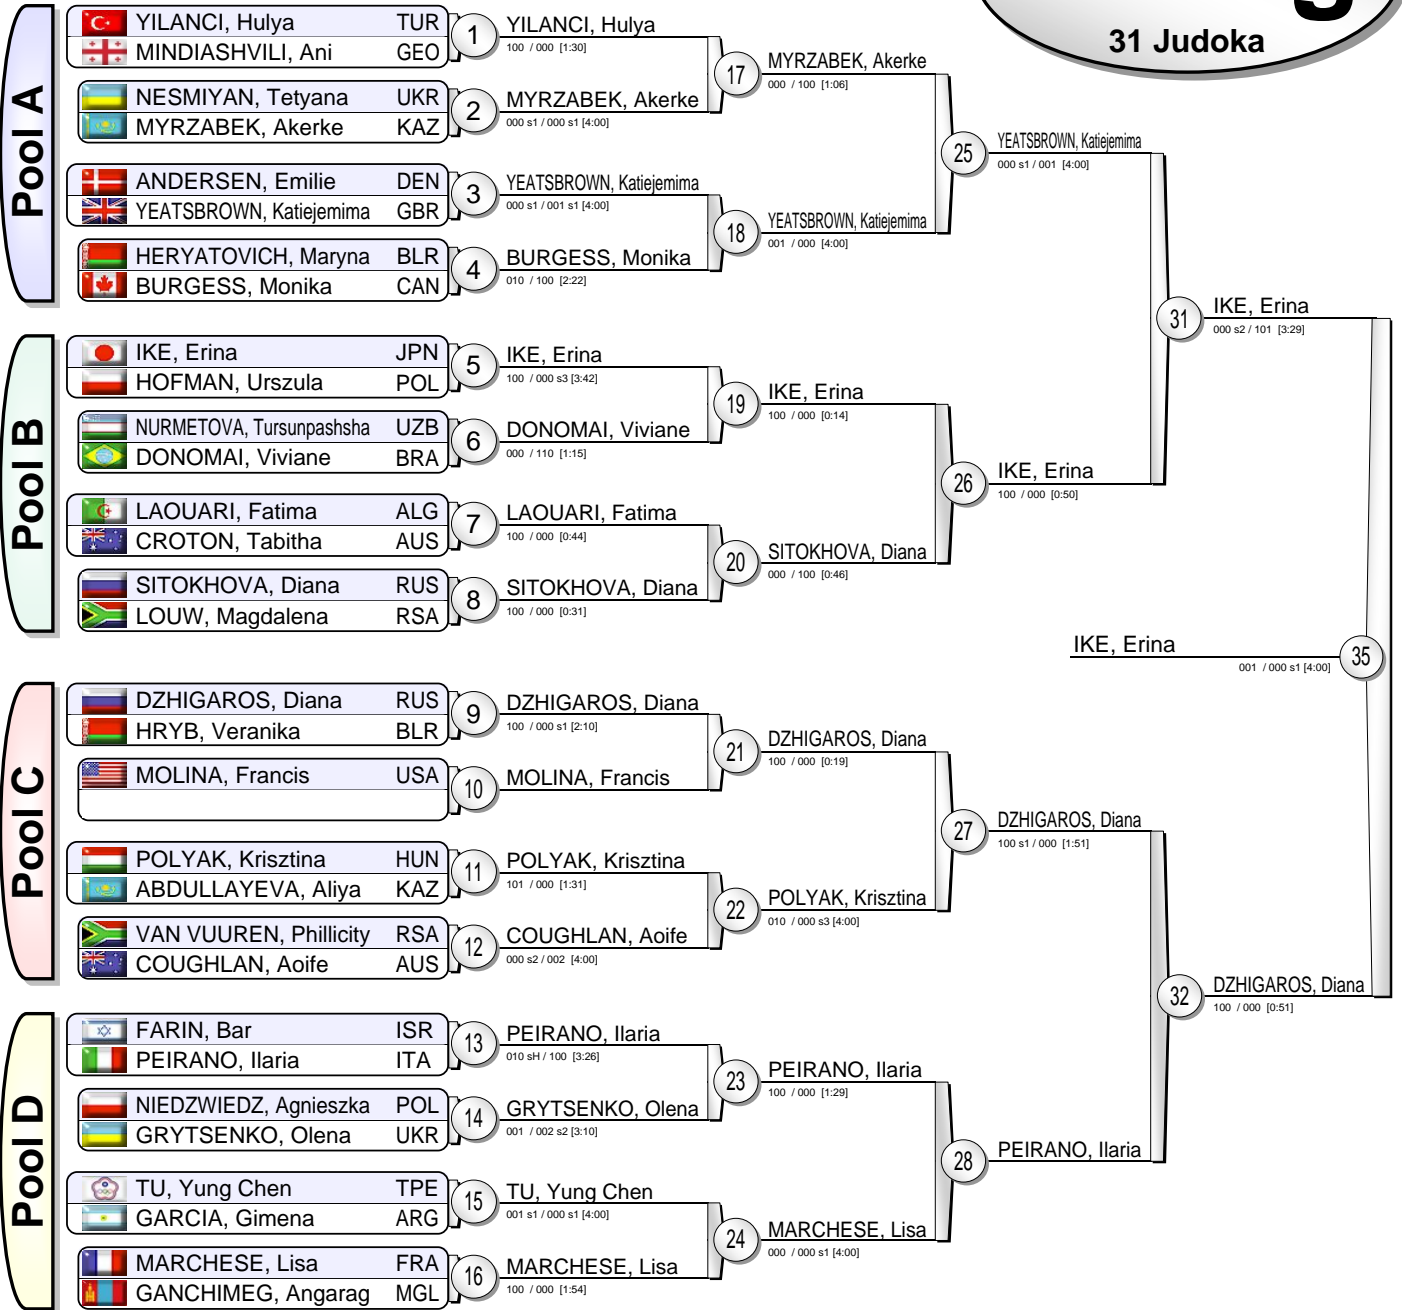 31 Judoka
Pool A
YILANCI, Hulya TUR
MINDIASHVILI, Ani GEO
1
YILANCI, Hulya
100 / 000 [1:30]
NESMIYAN, Tetyana UKR
MYRZABEK, Akerke KAZ
2
MYRZABEK, Akerke
000 s1 / 000 s1 [4:00]
17
MYRZABEK, Akerke
000 / 100 [1:06]
ANDERSEN, Emilie DEN
YEATSBROWN, Katiejemima GBR
3
YEATSBROWN, Katiejemima
000 s1 / 001 s1 [4:00]
HERYATOVICH, Maryna BLR
BURGESS, Monika CAN
4
BURGESS, Monika
010 / 100 [2:22]
18
YEATSBROWN, Katiejemima
001 / 000 [4:00]
25
YEATSBROWN, Katiejemima
000 s1 / 001 [4:00]
Pool B
IKE, Erina JPN
HOFMAN, Urszula POL
5
IKE, Erina
100 / 000 s3 [3:42]
NURMETOVA, Tursunpashsha UZB
DONOMAI, Viviane BRA
6
DONOMAI, Viviane
000 / 110 [1:15]
19
IKE, Erina
100 / 000 [0:14]
LAOUARI, Fatima ALG
CROTON, Tabitha AUS
7
LAOUARI, Fatima
100 / 000 [0:44]
SITOKHOVA, Diana RUS
LOUW, Magdalena RSA
8
SITOKHOVA, Diana
100 / 000 [0:31]
20
SITOKHOVA, Diana
000 / 100 [0:46]
26
IKE, Erina
100 / 000 [0:50]
31
IKE, Erina
000 s2 / 101 [3:29]
Pool C
DZHIGAROS, Diana RUS
HRYB, Veranika BLR
9
DZHIGAROS, Diana
100 / 000 s1 [2:10]
MOLINA, Francis USA
10
MOLINA, Francis
21
DZHIGAROS, Diana
100 / 000 [0:19]
POLYAK, Krisztina HUN
ABDULLAYEVA, Aliya KAZ
11
POLYAK, Krisztina
101 / 000 [1:31]
VAN VUUREN, Phillicity RSA
COUGHLAN, Aoife AUS
12
COUGHLAN, Aoife
000 s2 / 002 [4:00]
22
POLYAK, Krisztina
010 / 000 s3 [4:00]
27
DZHIGAROS, Diana
100 s1 / 000 [1:51]
Pool D
FARIN, Bar ISR
PEIRANO, Ilaria ITA
13
PEIRANO, Ilaria
010 sH / 100 [3:26]
NIEDZWIEDZ, Agnieszka POL
GRYTSENKO, Olena UKR
14
GRYTSENKO, Olena
001 / 002 s2 [3:10]
23
PEIRANO, Ilaria
100 / 000 [1:29]
TU, Yung Chen TPE
GARCIA, Gimena ARG
15
TU, Yung Chen
001 s1 / 000 s1 [4:00]
MARCHESE, Lisa FRA
GANCHIMEG, Angarag MGL
16
MARCHESE, Lisa
100 / 000 [1:54]
24
MARCHESE, Lisa
000 / 000 s1 [4:00]
28
PEIRANO, Ilaria
32
DZHIGAROS, Diana
100 / 000 [0:51]
35
IKE, Erina
001 / 000 s1 [4:00]